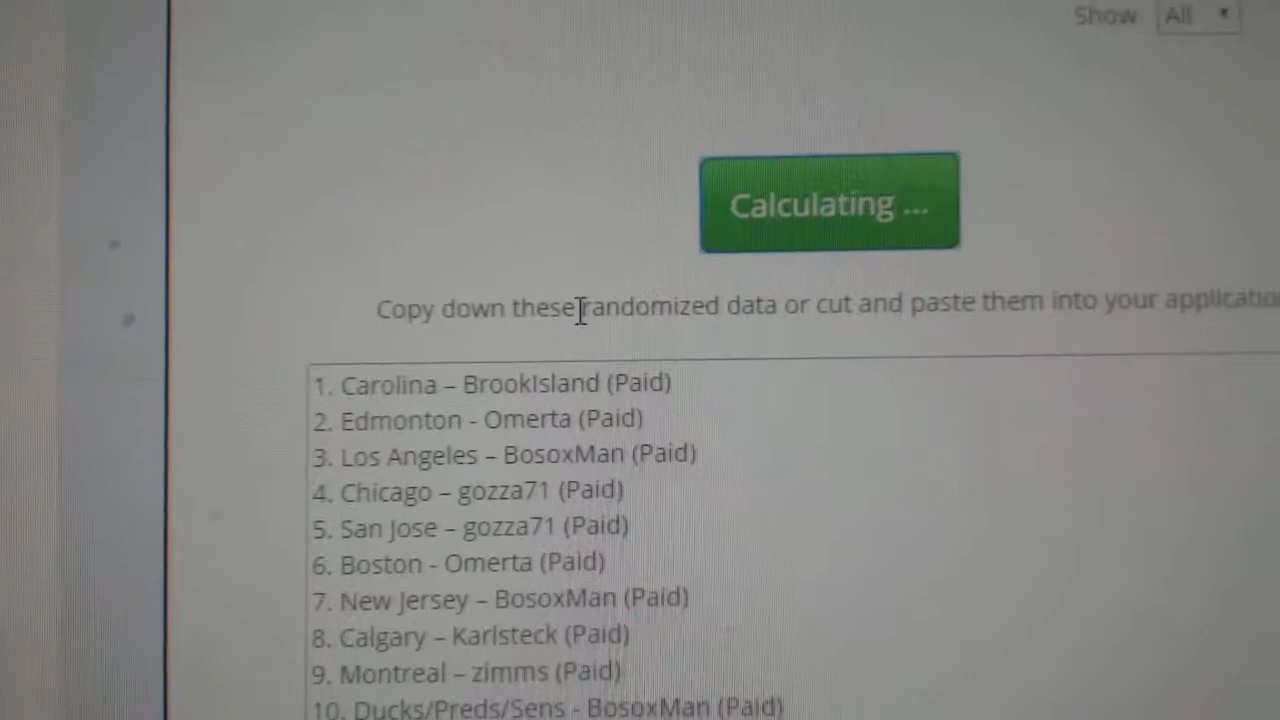 Show All
Calculating ...
Copy down these randomized data or cut and paste them into your
1. Carolina – BrookIsland (Paid)
2. Edmonton - Omerta (Paid)
3. Los Angeles – BosoxMan (Paid)
4. Chicago – gozza71 (Paid)
5. San Jose – gozza71 (Paid)
6. Boston - Omerta (Paid)
7. New Jersey – BosoxMan (Paid)
8. Calgary – Karlsteck (Paid)
9. Montreal – zimms (Paid)
10. Ducks/Preds/Sens - BosoxMan (Paid)